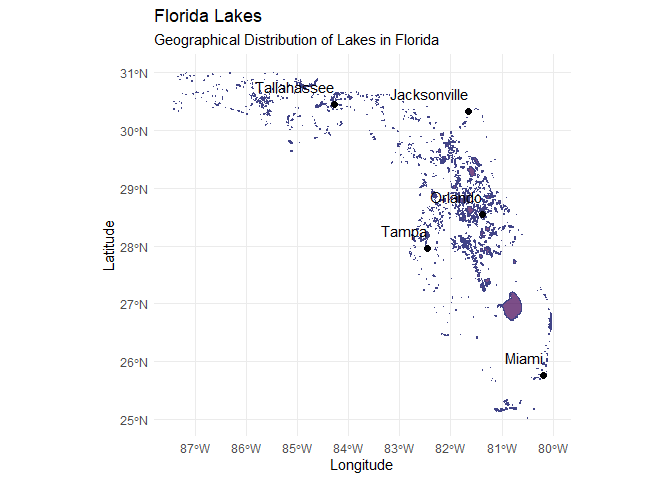 Florida Lakes
Geographical Distribution of Lakes in Florida
31°N
30°N
29°N
28°N
27°N
26°N
25°N
Latitude
Tallahassee
Jacksonville
Orlando
Tampa
Miami
87°W 86°W 85°W 84°W 83°W 82°W 81°W 80°W
Longitude